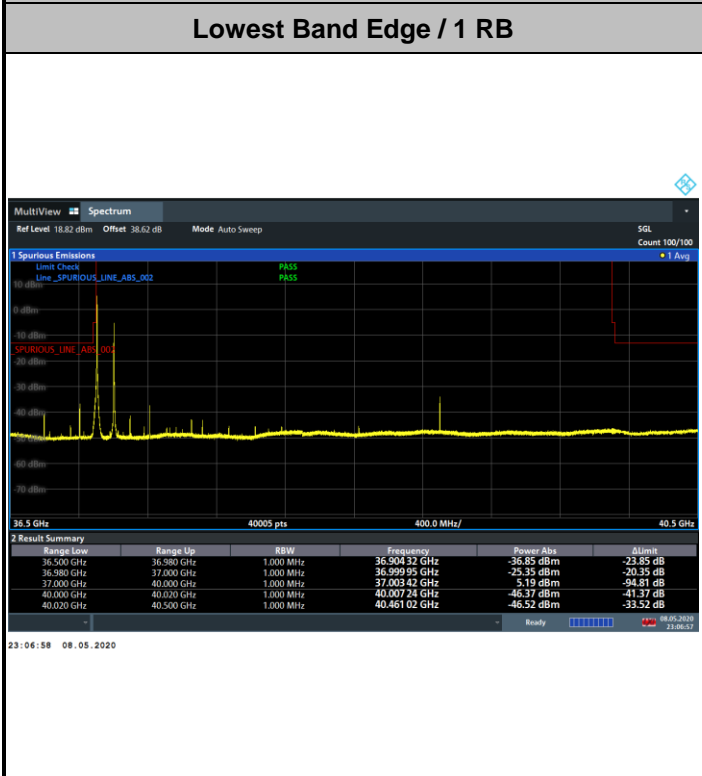 Lowest Band Edge / 1 RB
MultiView Spectrum
Ref Level 18.82 dBm Offset 38.62 dB Mode Auto Sweep SGL
Count 100/100
1 Spurious Emissions 1 Avg
Limit Check PASS
Line _SPURIOUS_LINE_ABS_002 PASS
10 dBm
0 dBm
-10 dBm
_SPURIOUS_LINE_ABS_002
-20 dBm
-30 dBm
-40 dBm
-60 dBm
-70 dBm
36.5 GHz 40005 pts 400.0 MHz/ 40.5 GHz
2 Result Summary
Range Low Range Up RBW Frequency Power Abs ΔLimit
36.500 GHz 36.980 GHz 1.000 MHz 36.904 32 GHz -36.85 dBm -23.85 dB
36.980 GHz 37.000 GHz 1.000 MHz 36.999 95 GHz -25.35 dBm -20.35 dB
37.000 GHz 40.000 GHz 1.000 MHz 37.003 42 GHz 5.19 dBm -94.81 dB
40.000 GHz 40.020 GHz 1.000 MHz 40.007 24 GHz -46.37 dBm -41.37 dB
40.020 GHz 40.500 GHz 1.000 MHz 40.461 02 GHz -46.52 dBm -33.52 dB
Ready 08.05.2020
23:06:57
23:06:58 08.05.2020